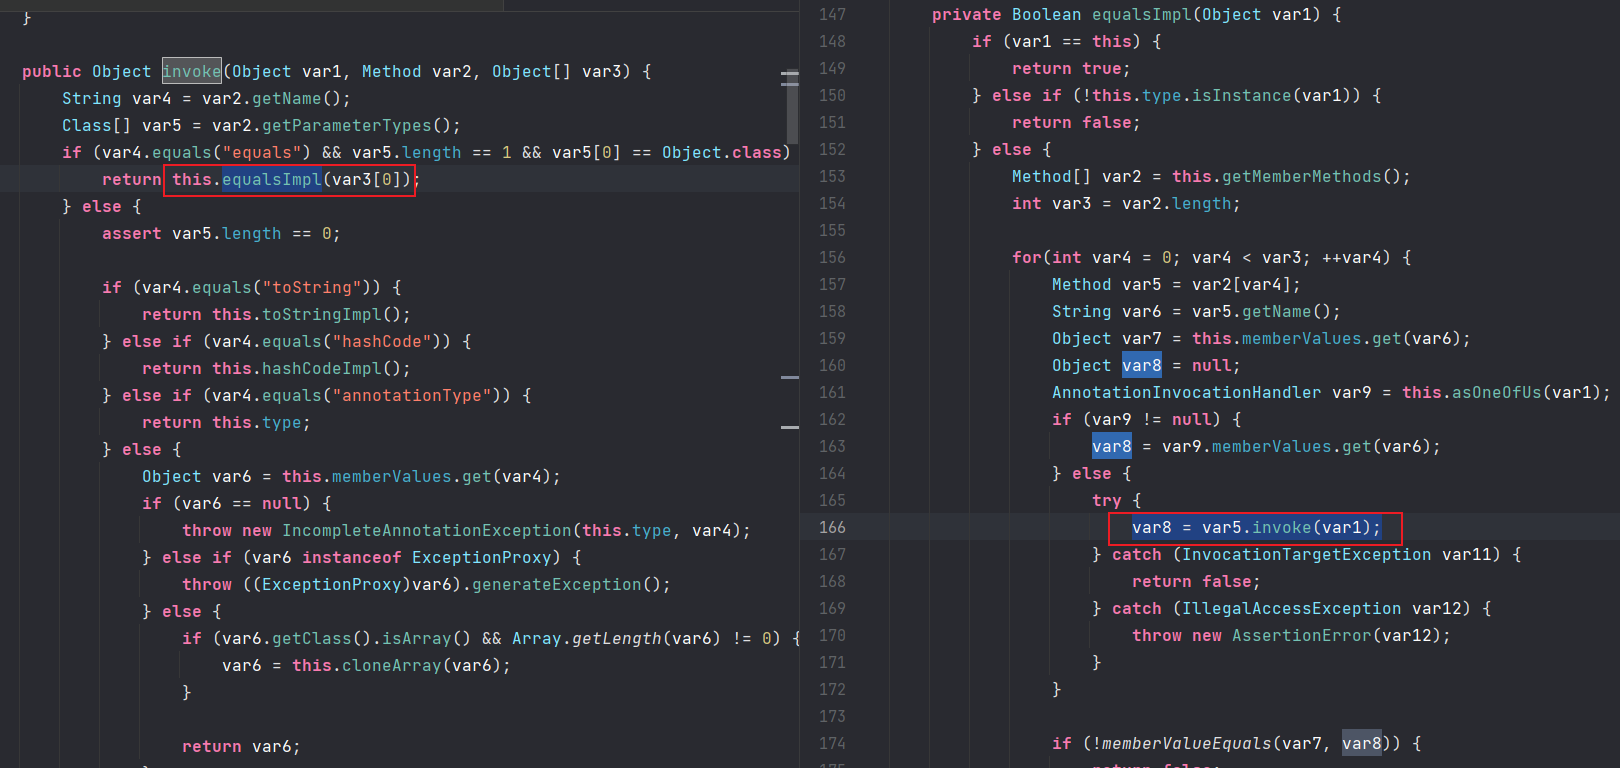 }
public Object invoke(Object var1, Method var2, Object[] var3) {
String var4 = var2.getName();
Class[] var5 = var2.getParameterTypes();
if (var4.equals("equals") && var5.length == 1 && var5[0] == Object.class)
return this.equalsImpl(var3[0]);
} else {
assert var5.length == 0;
if (var4.equals("toString")) {
return this.toStringImpl();
} else if (var4.equals("hashCode")) {
return this.hashCodeImpl();
} else if (var4.equals("annotationType")) {
return this.type;
} else {
Object var6 = this.memberValues.get(var4);
if (var6 == null) {
throw new IncompleteAnnotationException(this.type, var4);
} else if (var6 instanceof ExceptionProxy) {
throw ((ExceptionProxy)var6).generateException();
} else {
if (var6.getClass().isArray() && Array.getLength(var6) != 0) {
var6 = this.cloneArray(var6);
}
return var6;
147 private Boolean equalsImpl(Object var1) {
148 if (var1 == this) {
149 return true;
150 } else if (!this.type.isInstance(var1)) {
151 return false;
152 } else {
153 Method[] var2 = this.getMemberMethods();
154 int var3 = var2.length;
155
156 for(int var4 = 0; var4 < var3; ++var4) {
157 Method var5 = var2[var4];
158 String var6 = var5.getName();
159 Object var7 = this.memberValues.get(var6);
160 Object var8 = null;
161 AnnotationInvocationHandler var9 = this.asOneOfUs(var1);
162 if (var9 != null) {
163 var8 = var9.memberValues.get(var6);
164 } else {
165 try {
166 var8 = var5.invoke(var1);
167 } catch (InvocationTargetException var11) {
168 return false;
169 } catch (IllegalAccessException var12) {
170 throw new AssertionError(var12);
171 }
172 }
173
174 if (!memberValueEquals(var7, var8)) {
175 return false;